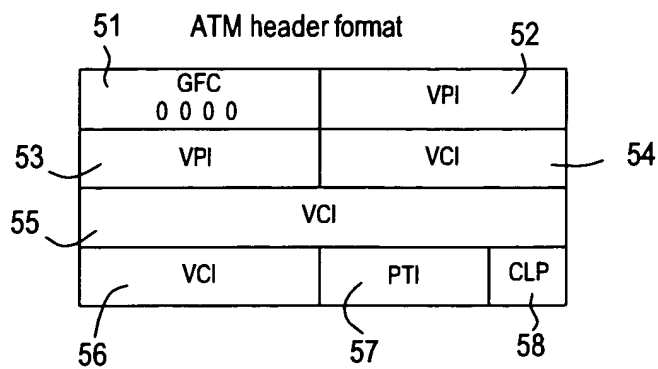 ATM header format
51
52
GFC
0 0 0 0
VPI
53
VPI
VCI
54
55
VCI
VCI
PTI
CLP
56
57
58